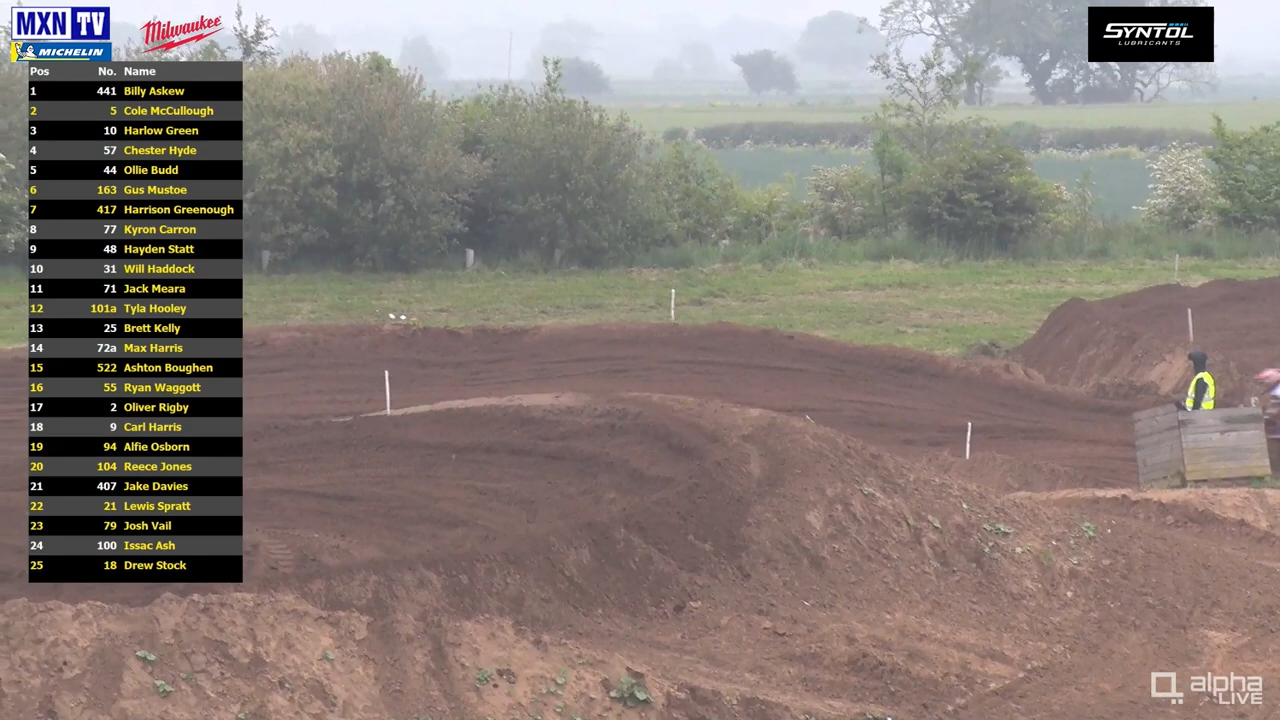 MXN TV
MICHELIN
Milwaukee
SYNTOL
LUBRICANTS
Pos No. Name
1 441 Billy Askew
2 5 Cole McCullough
3 10 Harlow Green
4 57 Chester Hyde
5 44 Ollie Budd
6 163 Gus Mustoe
7 417 Harrison Greenough
8 77 Kyron Carron
9 48 Hayden Statt
10 31 Will Haddock
11 71 Jack Meara
12 101a Tyla Hooley
13 25 Brett Kelly
14 72a Max Harris
15 522 Ashton Boughen
16 55 Ryan Waggott
17 2 Oliver Rigby
18 9 Carl Harris
19 94 Alfie Osborn
20 104 Reece Jones
21 407 Jake Davies
22 21 Lewis Spratt
23 79 Josh Vail
24 100 Issac Ash
25 18 Drew Stock
alpha
LIVE